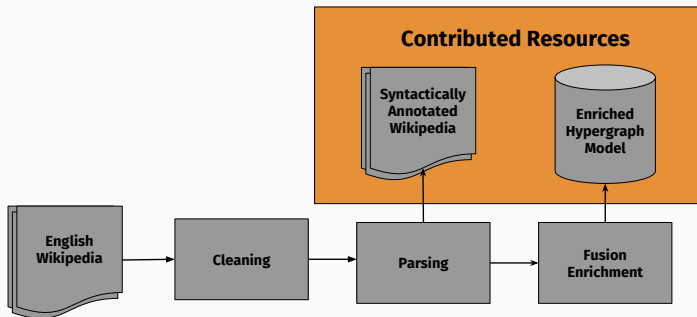 Contributed Resources
Syntactically
Annotated
Wikipedia
Enriched
Hypergraph
Model
English
Wikipedia
Cleaning
Parsing
Fusion
Enrichment